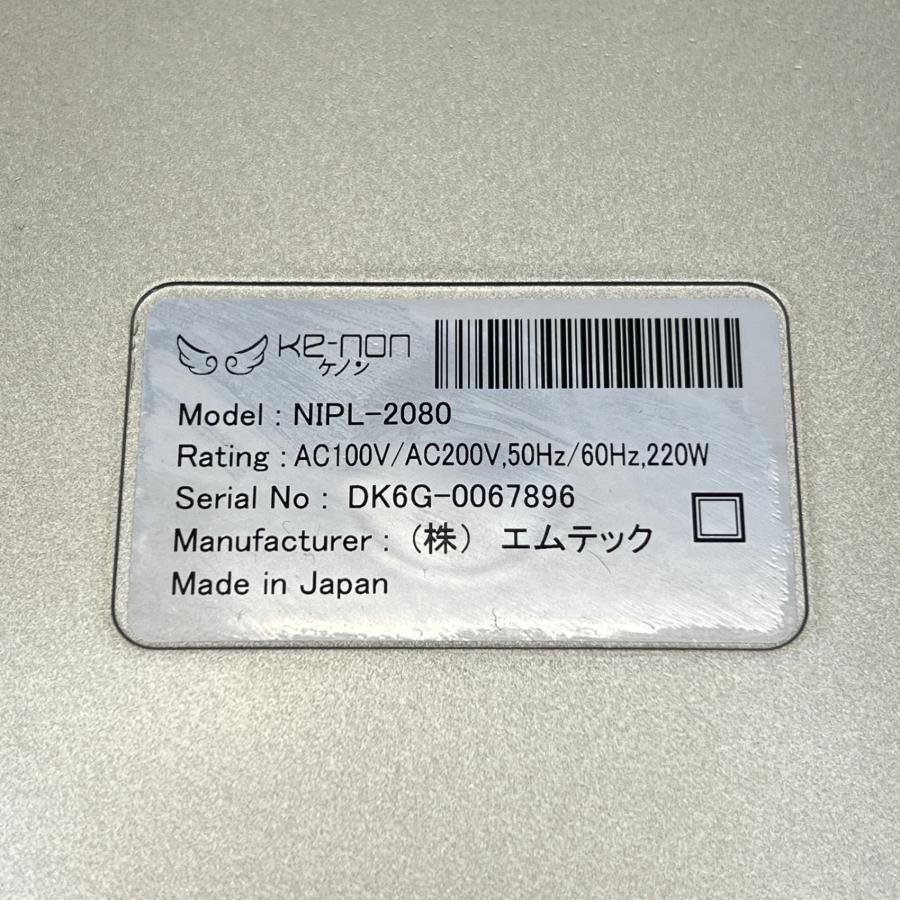 Ke-non
ケノン
Model : NIPL-2080
Rating : AC100V/AC200V,50Hz/60Hz,220W
Serial No : DK6G-0067896
Manufacturer : (株) エムテック
Made in Japan